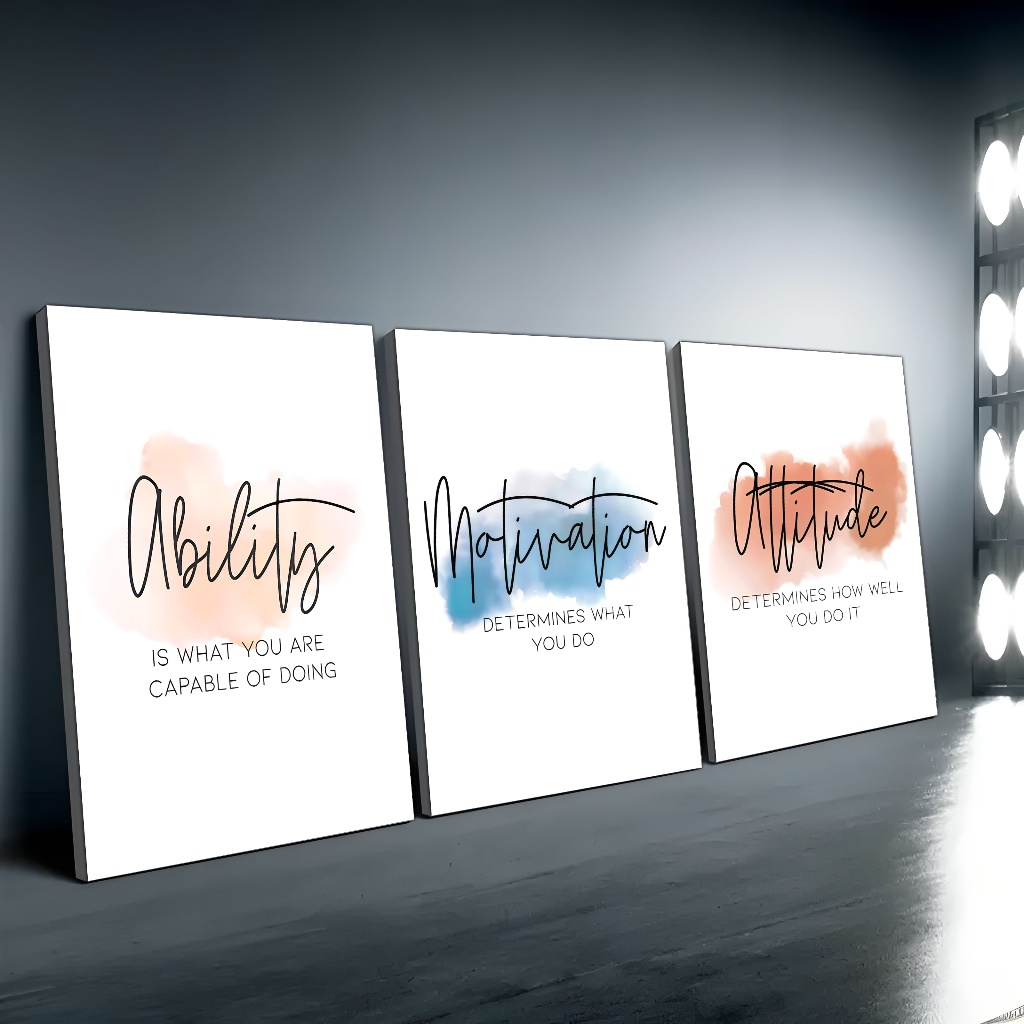 Ability
IS WHAT YOU ARE
CAPABLE OF DOING
Motivation
DETERMINES WHAT
YOU DO
Attitude
DETERMINES HOW WELL
YOU DO IT